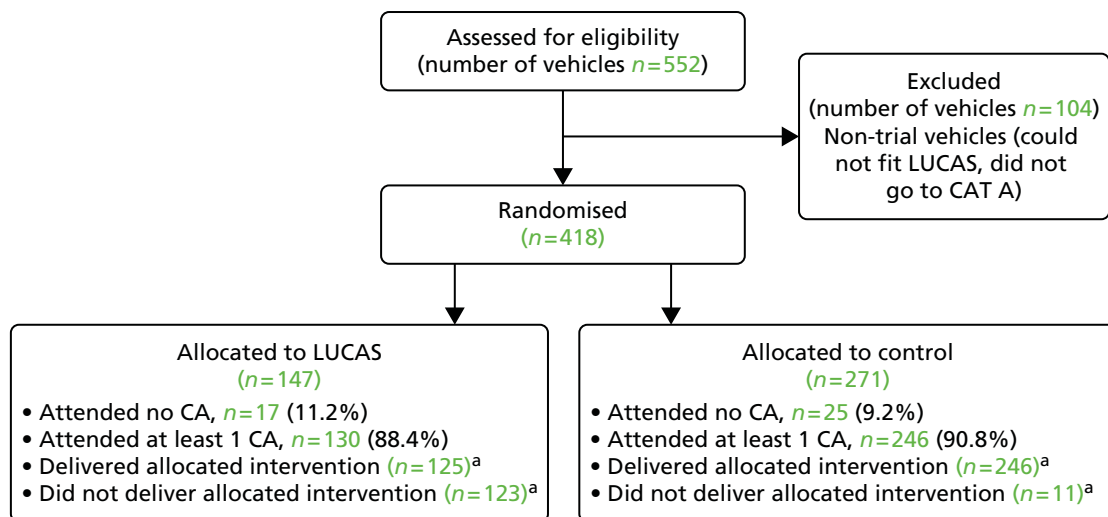 Assessed for eligibility
(number of vehicles n=552)
Excluded
(number of vehicles n=104)
Non-trial vehicles (could
not fit LUCAS, did not
go to CAT A)
Randomised
(n=418)
Allocated to LUCAS
(n=147)
• Attended no CA, n=17 (11.2%)
• Attended at least 1 CA, n=130 (88.4%)
• Delivered allocated intervention (n=125)a
• Did not deliver allocated intervention (n=123)a
Allocated to control
(n=271)
• Attended no CA, n=25 (9.2%)
• Attended at least 1 CA, n=246 (90.8%)
• Delivered allocated intervention (n=246)a
• Did not deliver allocated intervention (n=11)a